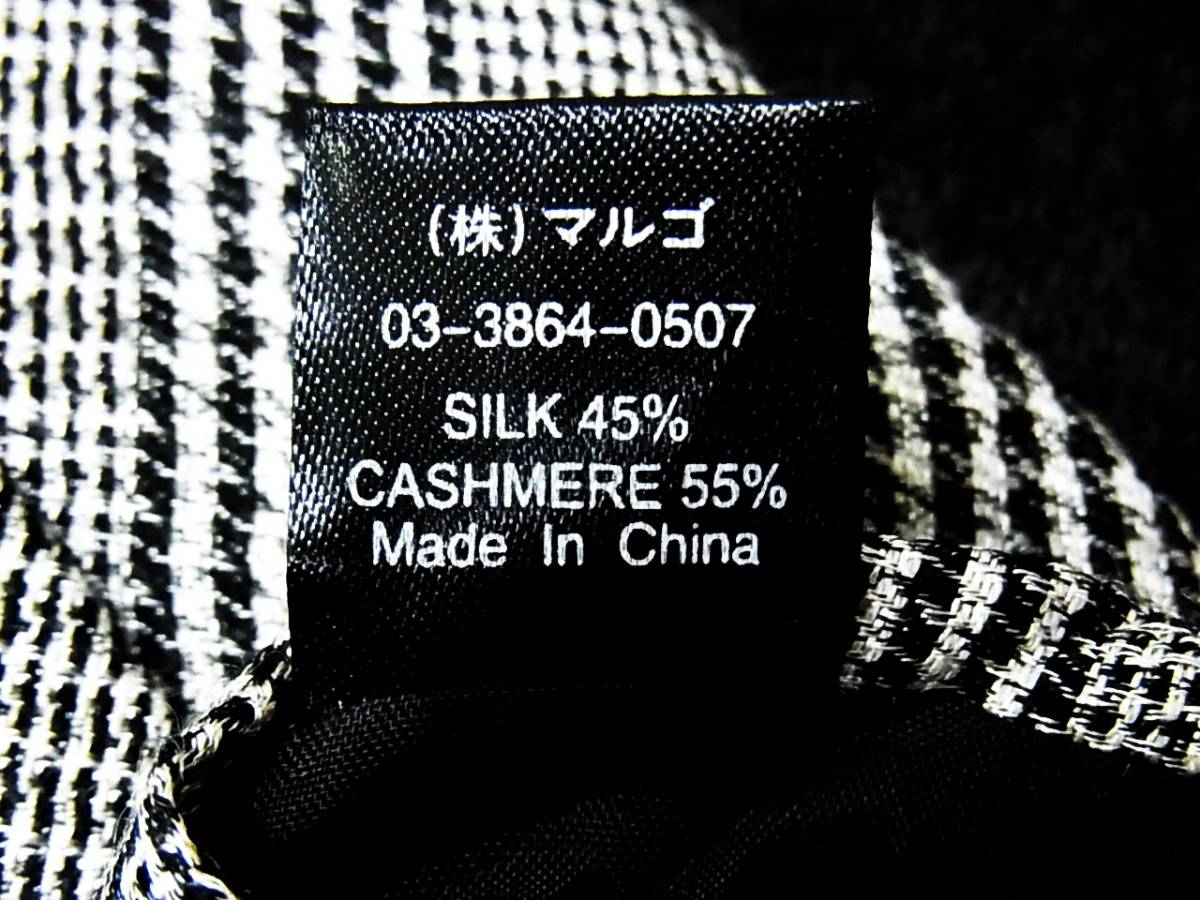 (株)マルゴ
03-3864-0507
SILK 45%
CASHMERE 55%
Made In China